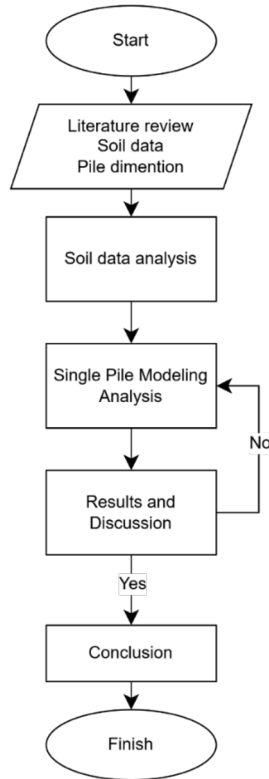 Start
Literature review
Soil data
Pile dimention
Soil data analysis
Single Pile Modeling
Analysis
No
Results and
Discussion
Yes
Conclusion
Finish